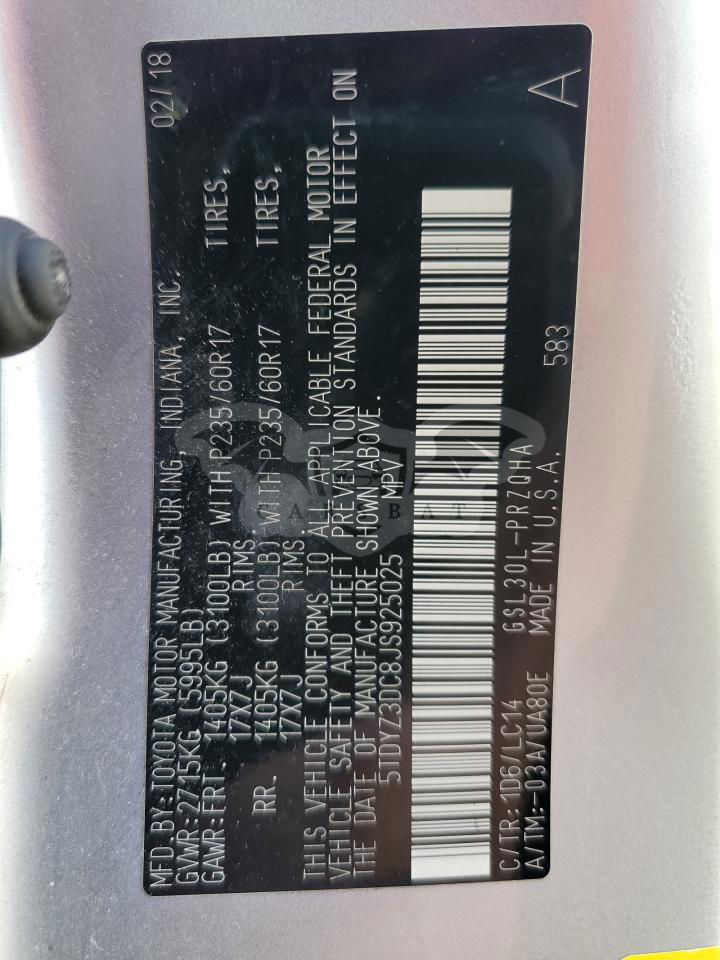 MFD.BY:TOYOTA MOTOR MANUFACTURING, INDIANA, INC. 02/18
GVWR:2715KG (5995LB)
GAWR:FRT. 1405KG (3100LB) WITH P235/60R17 TIRES,
17X7J RIMS.
RR. 1405KG (3100LB) WITH P235/60R17 TIRES,
17X7J RIMS.
THIS VEHICLE CONFORMS TO ALL APPLICABLE FEDERAL MOTOR
VEHICLE SAFETY AND THEFT PREVENTION STANDARDS IN EFFECT ON
THE DATE OF MANUFACTURE SHOWN ABOVE.
5TDYZ3DC8JS925025 MPV
C/TR:1D6/LC14 GSL30L-PRZQHA
A/TM:-03A/UA80E MADE IN U.S.A. 583 A